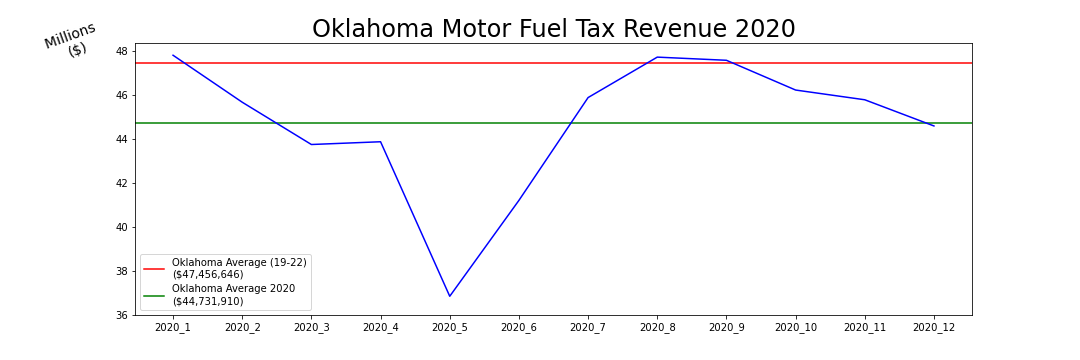 Oklahoma Motor Fuel Tax Revenue 2020
Millions
($)
48
46
44
42
40
38
36
Oklahoma Average (19-22)
($47,456,646)
Oklahoma Average 2020
($44,731,910)
2020_1 2020_2 2020_3 2020_4 2020_5 2020_6 2020_7 2020_8 2020_9 2020_10 2020_11 2020_12